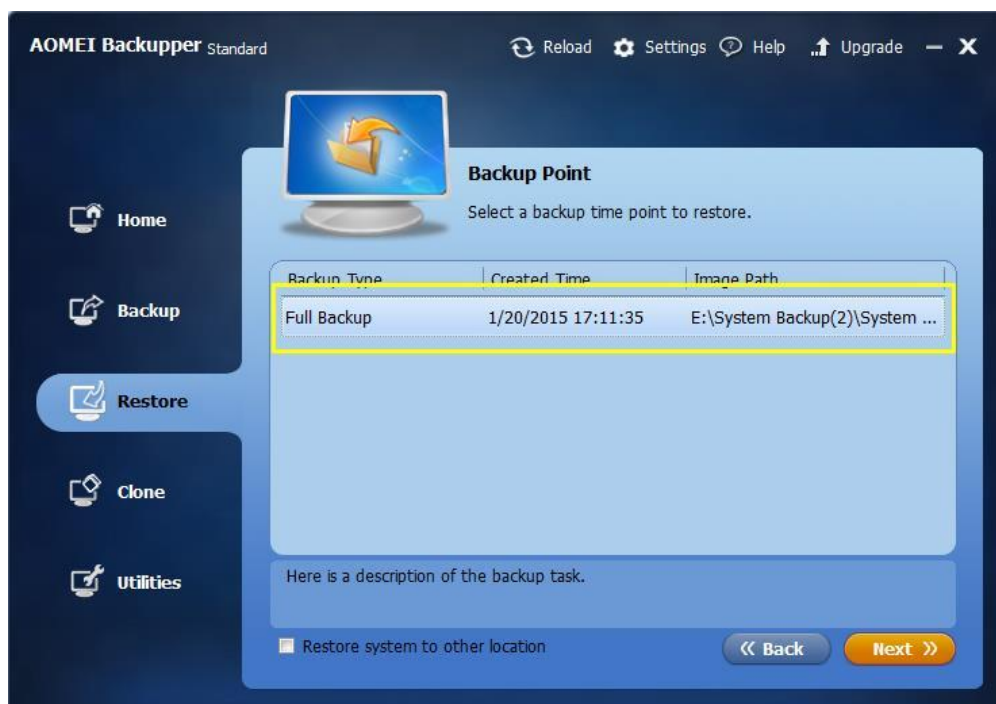 AOMEI Backupper Standard Reload Settings Help Upgrade
Backup Point
Select a backup time point to restore.
Home
Backup
Restore
Clone
Utilities
Backup Type Created Time Image Path
Full Backup 1/20/2015 17:11:35 E:\System Backup(2)\System ...
Here is a description of the backup task.
Restore system to other location
« Back Next »